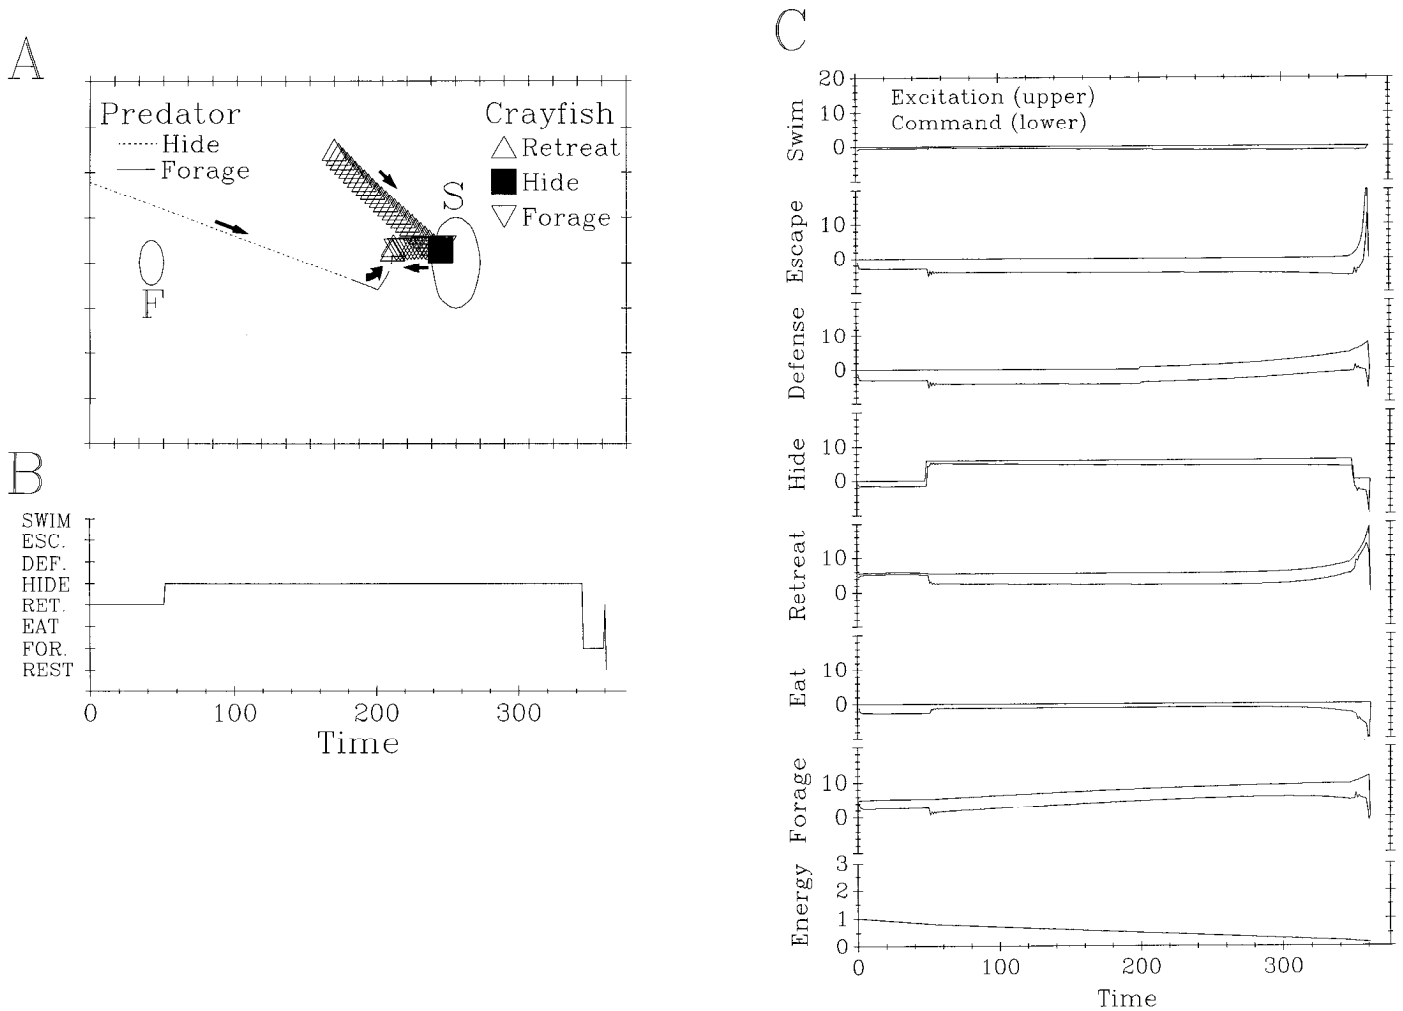 A
Predator
Hide
Forage
Crayfish
Retreat
Hide
Forage
S
F
B
SWIM
ESC.
DEF.
HIDE
RET.
EAT
FOR.
REST
0 100 200 300
Time
C
Excitation (upper)
Command (lower)
Swim
20
10
0
Escape
10
0
Defense
10
0
Hide
10
0
Retreat
10
0
Eat
10
0
Forage
10
0
Energy
3
2
1
0
0 100 200 300
Time